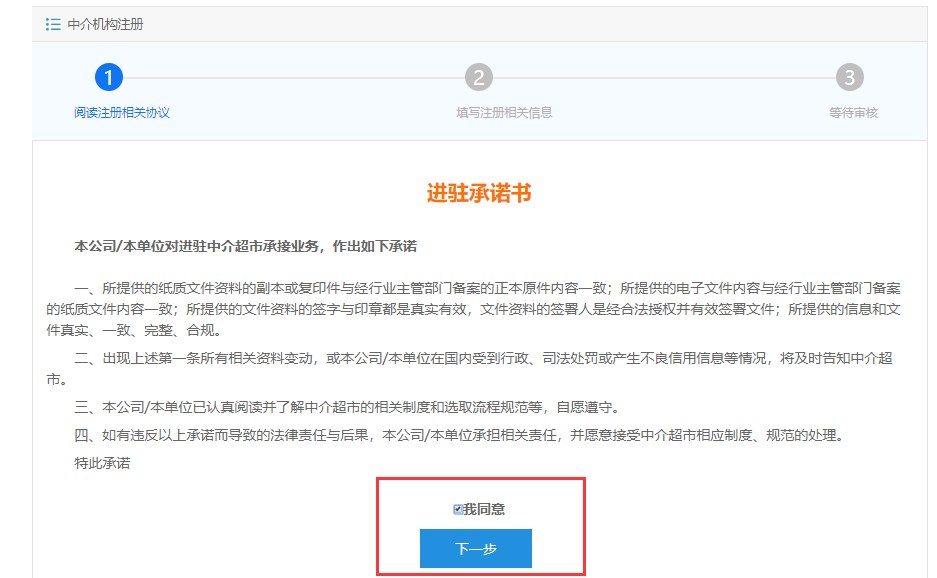 中介机构注册
1 2 3
阅读注册相关协议 填写注册相关信息 等待审核
进驻承诺书
本公司/本单位对进驻中介超市承接业务，作出如下承诺
一、所提供的纸质文件资料的副本或复印件与经行业主管部门备案的正本原件内容一致；所提供的电子文件内容与经行业主管部门备案
的纸质文件内容一致；所提供的文件资料的签字与印章都是真实有效，文件资料的签署人是经合法授权并有效签署文件；所提供的信息和文
件真实、一致、完整、合规。
二、出现上述第一条所有相关资料变动，或本公司/本单位在国内受到行政、司法处罚或产生不良信用信息等情况，将及时告知中介超
市。
三、本公司/本单位已认真阅读并了解中介超市的相关制度和选取流程规范等，自愿遵守。
四、如有违反以上承诺而导致的法律责任与后果，本公司/本单位承担相关责任，并愿意接受中介超市相应制度、规范的处理。
特此承诺
我同意
下一步